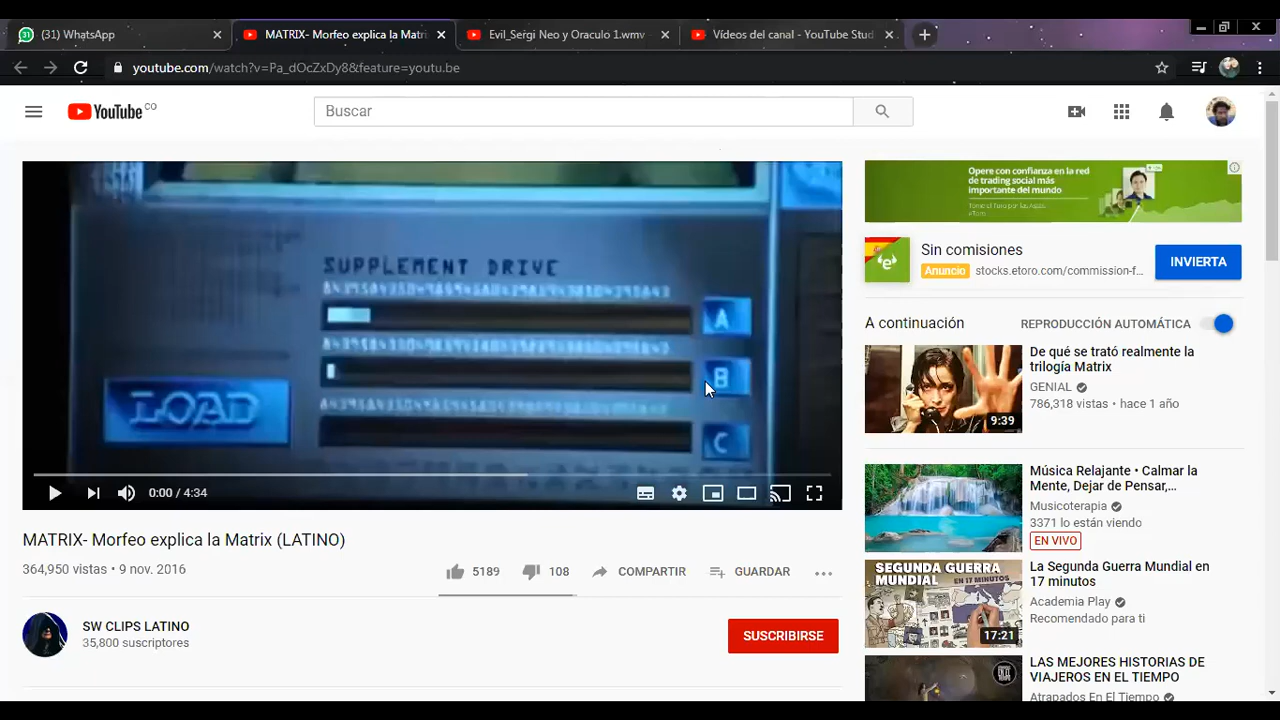 (31) WhatsApp
MATRIX- Morfeo explica la Matri
Evil_Sergi Neo y Oraculo 1.wmv
Vídeos del canal - YouTube Stud
youtube.com/watch?v=Pa_dOcZxDy8&feature=youtu.be
YouTube CO
Buscar
SUPPLEMENT DRIVE
A
B
C
LOAD
0:00 / 4:34
MATRIX- Morfeo explica la Matrix (LATINO)
364,950 vistas • 9 nov. 2016
5189
108
COMPARTIR
GUARDAR
SW CLIPS LATINO
35,800 suscriptores
SUSCRIBIRSE
Opere con confianza en la red
de trading social más
importante del mundo
Sin comisiones
Anuncio stocks.etoro.com/commission-f...
INVIERTA
A continuación
REPRODUCCIÓN AUTOMÁTICA
De qué se trató realmente la
trilogía Matrix
GENIAL
786,318 vistas • hace 1 año
9:39
Música Relajante • Calmar la
Mente, Dejar de Pensar,...
Musicoterapia
3371 lo están viendo
EN VIVO
SEGUNDA GUERRA
MUNDIAL
EN 17 MINUTOS
17:21
La Segunda Guerra Mundial en
17 minutos
Academia Play
Recomendado para ti
LAS MEJORES HISTORIAS DE
VIAJEROS EN EL TIEMPO
Atrapados En El Tiempo